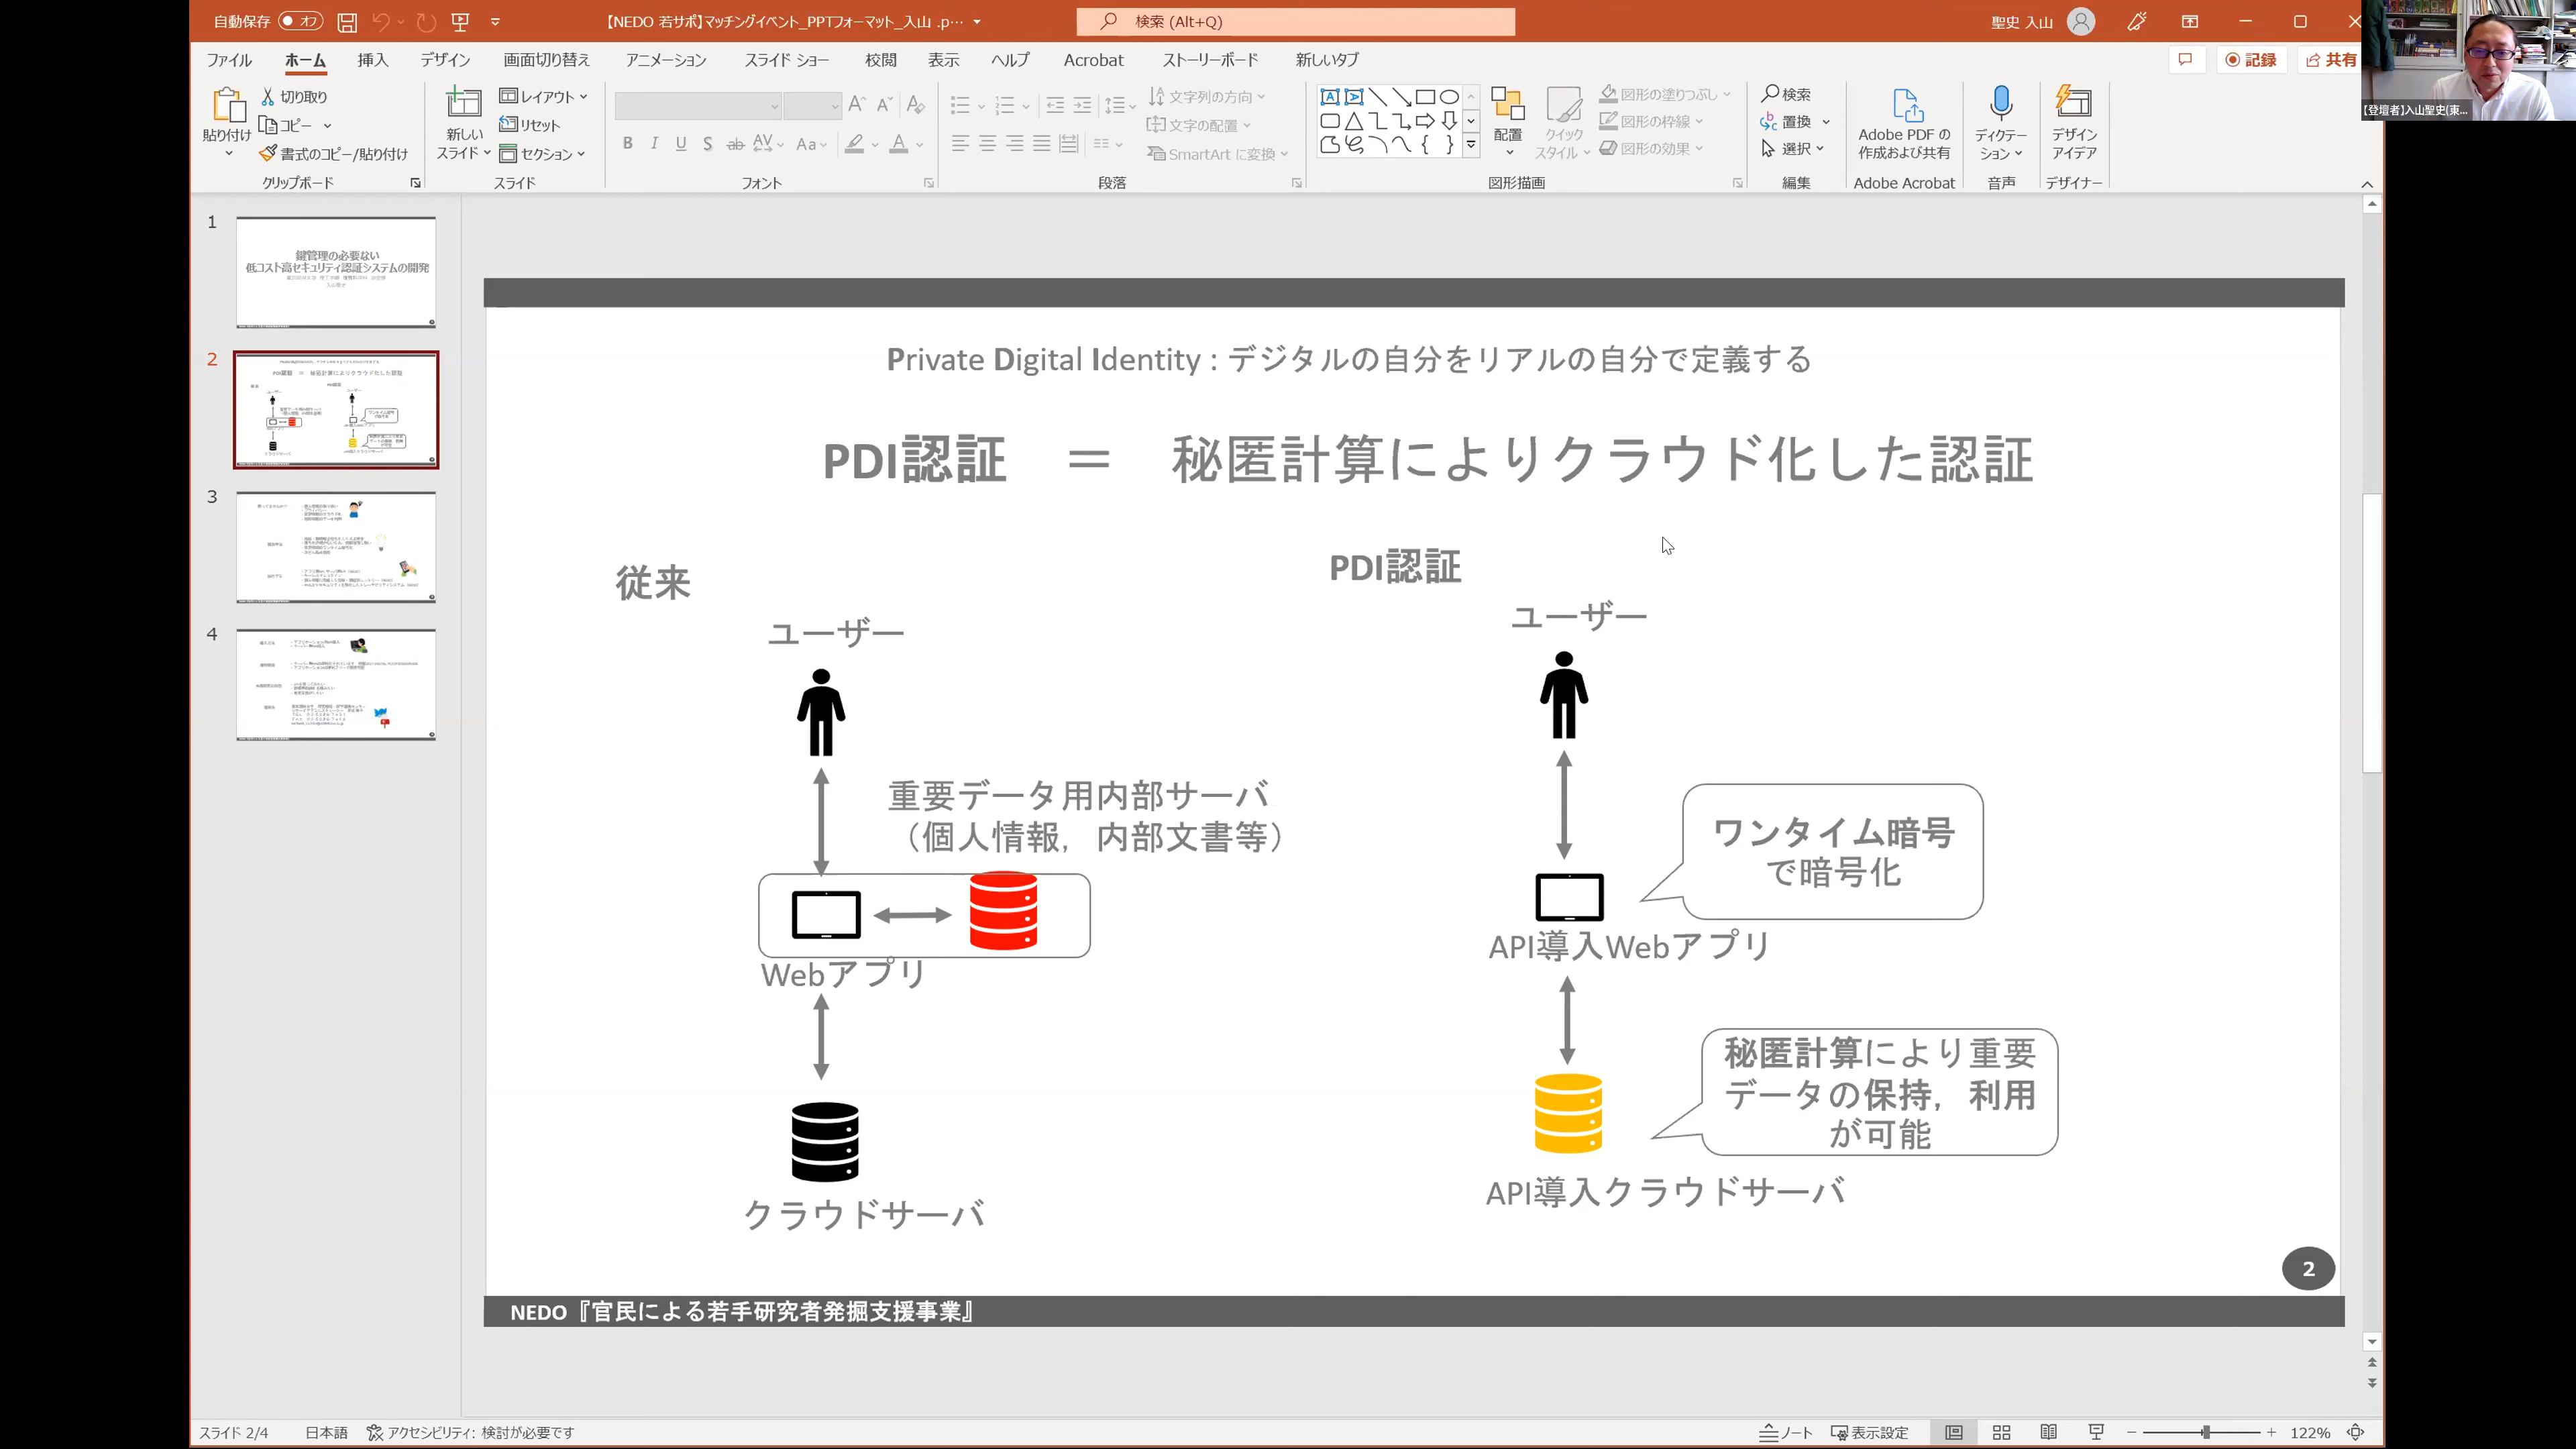 自動保存 オフ
【NEDO 若サポ】マッチングイベント_PPTフォーマット_入山 .p…
検索 (Alt+Q)
聖史 入山
ファイル ホーム 挿入 デザイン 画面切り替え アニメーション スライド ショー 校閲 表示 ヘルプ Acrobat ストーリーボード 新しいタブ
記録 共有
貼り付け
切り取り
コピー
書式のコピー/貼り付け
クリップボード
新しい
スライド
レイアウト
リセット
セクション
スライド
フォント
文字列の方向
文字の配置
SmartArt に変換
段落
配置
クイック
スタイル
図形の塗りつぶし
図形の枠線
図形の効果
図形描画
検索
置換
選択
編集
Adobe PDF の
作成および共有
Adobe Acrobat
ディクテー
ション
音声
デザイン
アイデア
デザイナー
【登壇者】入山聖史(東...
1
鍵管理の必要ない
低コスト高セキュリティ認証システムの開発
2
3
4
Private Digital Identity : デジタルの自分をリアルの自分で定義する
PDI認証 ＝ 秘匿計算によりクラウド化した認証
従来
ユーザー
重要データ用内部サーバ
（個人情報，内部文書等）
Webアプリ
クラウドサーバ
PDI認証
ユーザー
ワンタイム暗号
で暗号化
API導入Webアプリ
秘匿計算により重要
データの保持，利用
が可能
API導入クラウドサーバ
2
NEDO『官民による若手研究者発掘支援事業』
スライド 2/4 日本語 アクセシビリティ: 検討が必要です
ノート 表示設定 122%